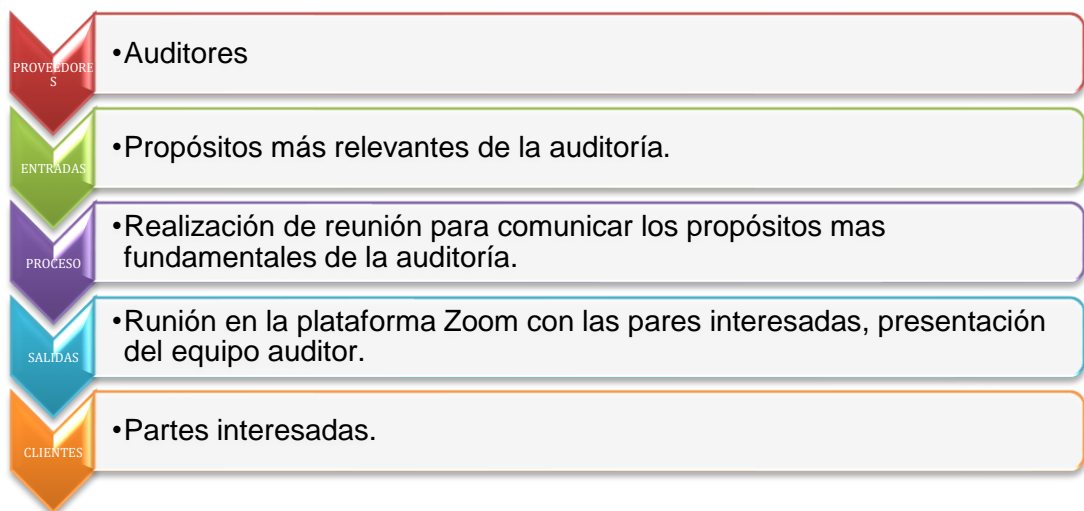 PROVEEDORE
S
•Auditores
ENTRADAS
•Propósitos más relevantes de la auditoría.
PROCESO
•Realización de reunión para comunicar los propósitos mas
fundamentales de la auditoría.
SALIDAS
•Runión en la plataforma Zoom con las pares interesadas, presentación
del equipo auditor.
CLIENTES
•Partes interesadas.